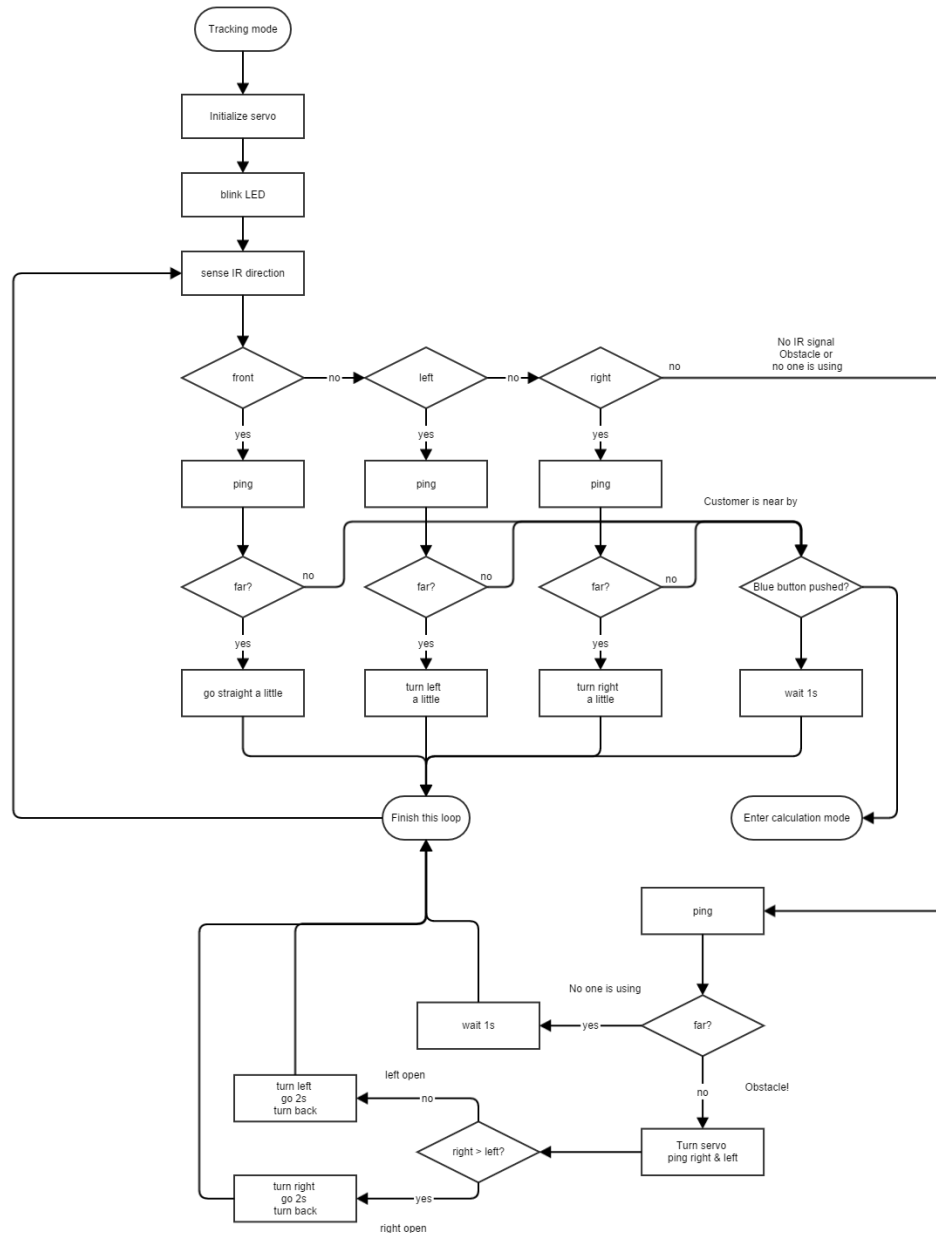 Tracking mode
Initialize servo
blink LED
sense IR direction
No IR signal
Obstacle or
no one is using
front
no
left
no
right
no
yes
yes
yes
ping
ping
ping
Customer is near by
far?
no
far?
no
far?
no
Blue button pushed?
yes
yes
yes
go straight a little
turn left
a little
turn right
a little
wait 1s
Finish this loop
Enter calculation mode
ping
No one is using
wait 1s
yes
far?
left open
Obstacle!
turn left
go 2s
turn back
no
no
right > left?
Turn servo
ping right & left
turn right
go 2s
turn back
yes
right open